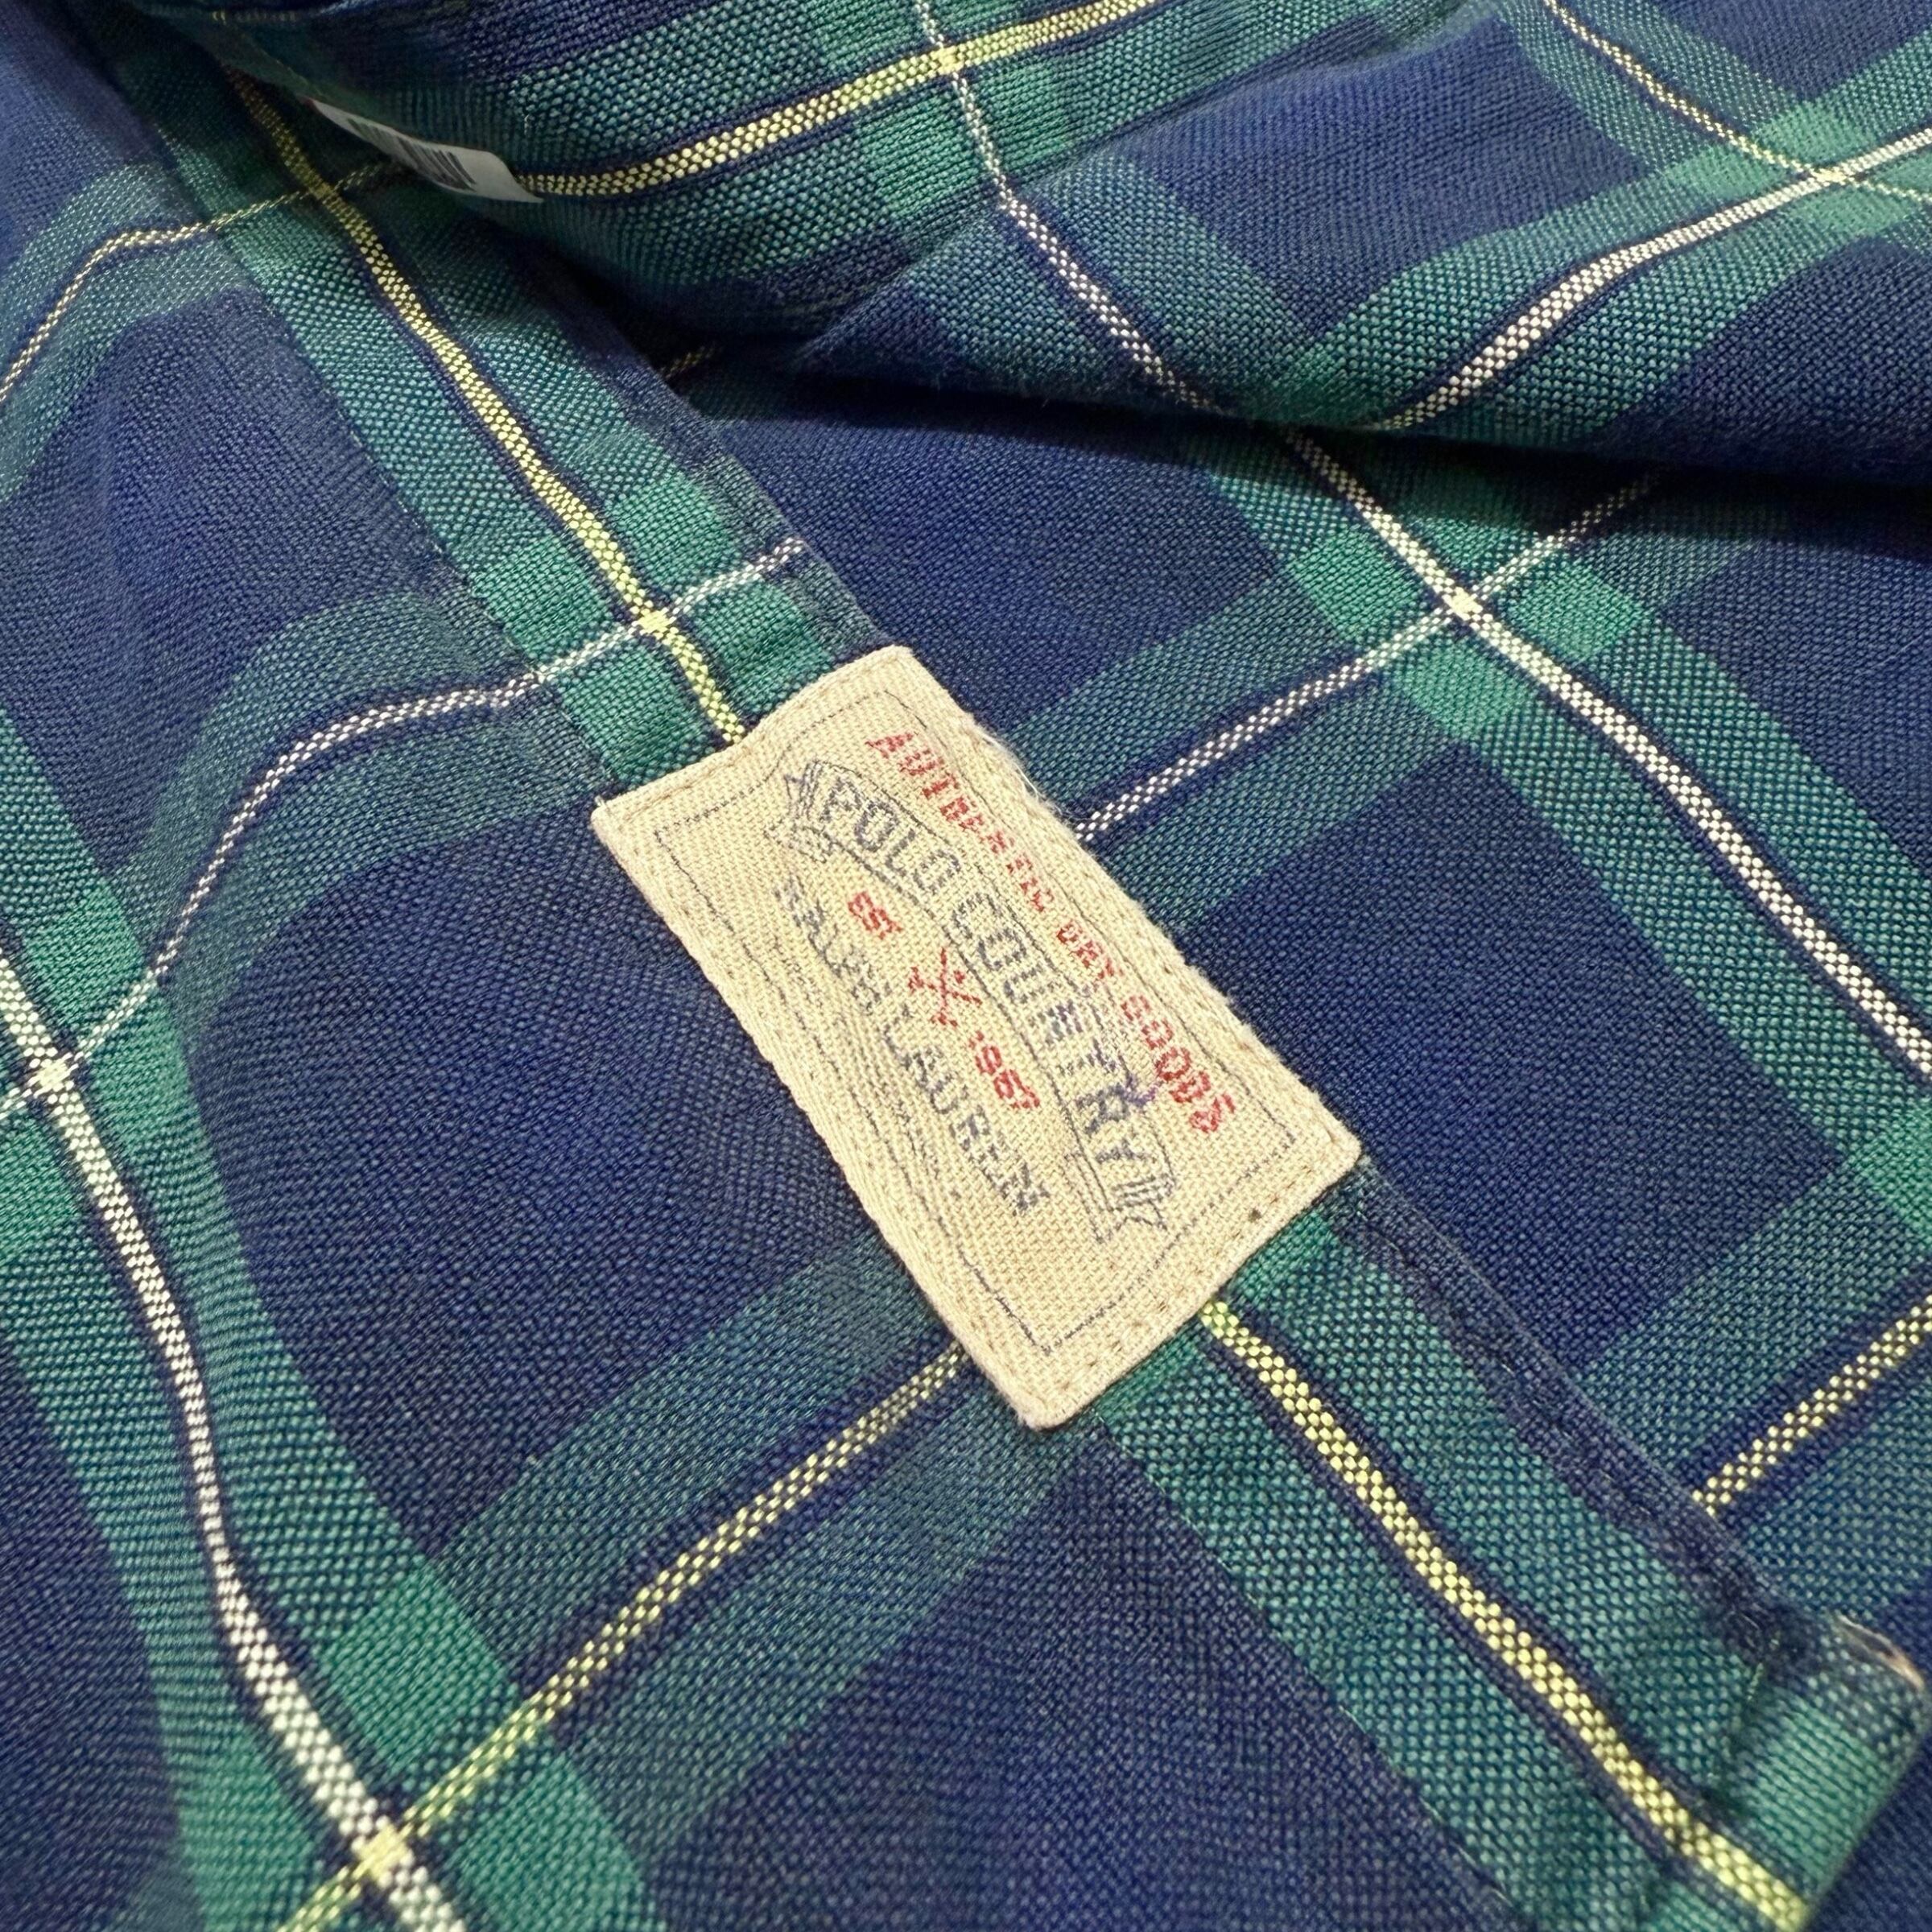 AUTHENTIC DRY GOODS
POLO COUNTRY
EST 1967
RALPH LAUREN